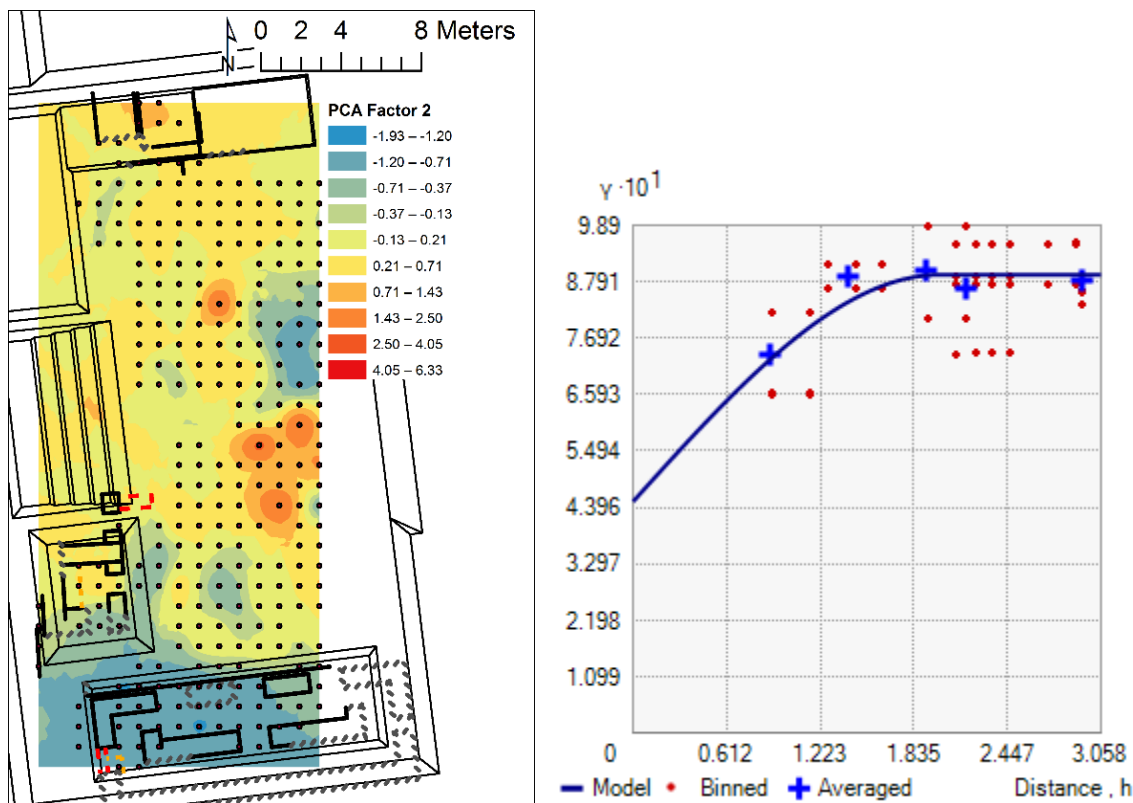 0 2 4 8 Meters
N
PCA Factor 2
-1.93 – -1.20
-1.20 – -0.71
-0.71 – -0.37
-0.37 – -0.13
-0.13 – 0.21
0.21 – 0.71
0.71 – 1.43
1.43 – 2.50
2.50 – 4.05
4.05 – 6.33
γ · 10¹
9.89
8.791
7.692
6.593
5.494
4.396
3.297
2.198
1.099
0 0.612 1.223 1.835 2.447 3.058
Model Binned Averaged Distance , h